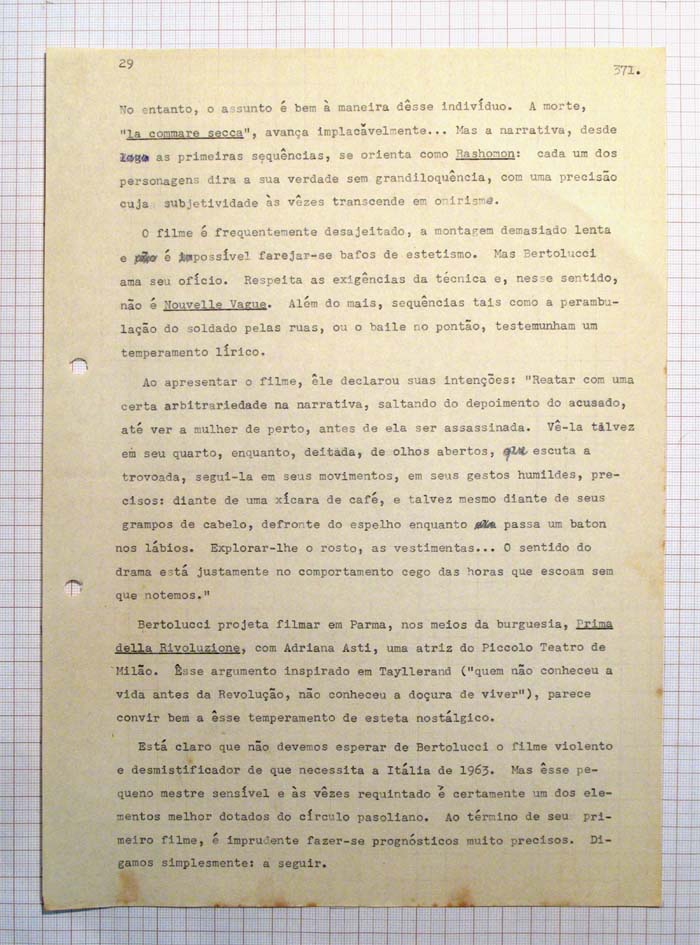 29
371.
No entanto, o assunto é bem à maneira dêsse indivíduo. A morte,
"la commare secca", avança implacàvelmente... Mas a narrativa, desde
logo as primeiras sequências, se orienta como Rashomon: cada um dos
personagens dira a sua verdade sem grandiloquência, com uma precisão
cuja subjetividade às vêzes transcende em onirismo.
O filme é frequentemente desajeitado, a montagem demasiado lenta
e não é impossível farejar-se bafos de estetismo. Mas Bertolucci
ama seu ofício. Respeita as exigências da técnica e, nesse sentido,
não é Nouvelle Vague. Além do mais, sequências tais como a perambu-
lação do soldado pelas ruas, ou o baile no pontão, testemunham um
temperamento lírico.
Ao apresentar o filme, êle declarou suas intenções: "Reatar com uma
certa arbitrariedade na narrativa, saltando do depoimento do acusado,
até ver a mulher de perto, antes de ela ser assassinada. Vê-la tàlvez
em seu quarto, enquanto, deitada, de olhos abertos, escuta a
trovoada, segui-la em seus movimentos, em seus gestos humildes, pre-
cisos: diante de uma xícara de café, e talvez mesmo diante de seus
grampos de cabelo, defronte do espelho enquanto passa um baton
nos lábios. Explorar-lhe o rosto, as vestimentas... O sentido do
drama está justamente no comportamento cego das horas que escoam sem
que notemos."
Bertolucci projeta filmar em Parma, nos meios da burguesia, Prima
della Rivoluzione, com Adriana Asti, uma atriz do Piccolo Teatro de
Milão. Êsse argumento inspirado em Tayllerand ("quem não conheceu a
vida antes da Revolução, não conheceu a doçura de viver"), parece
convir bem a êsse temperamento de esteta nostálgico.
Está claro que não devemos esperar de Bertolucci o filme violento
e desmistificador de que necessita a Itália de 1963. Mas êsse pe-
queno mestre sensível e às vêzes requintado é certamente um dos ele-
mentos melhor dotados do círculo pasoliano. Ao término de seu pri-
meiro filme, é imprudente fazer-se prognósticos muito precisos. Di-
gamos simplesmente: a seguir.